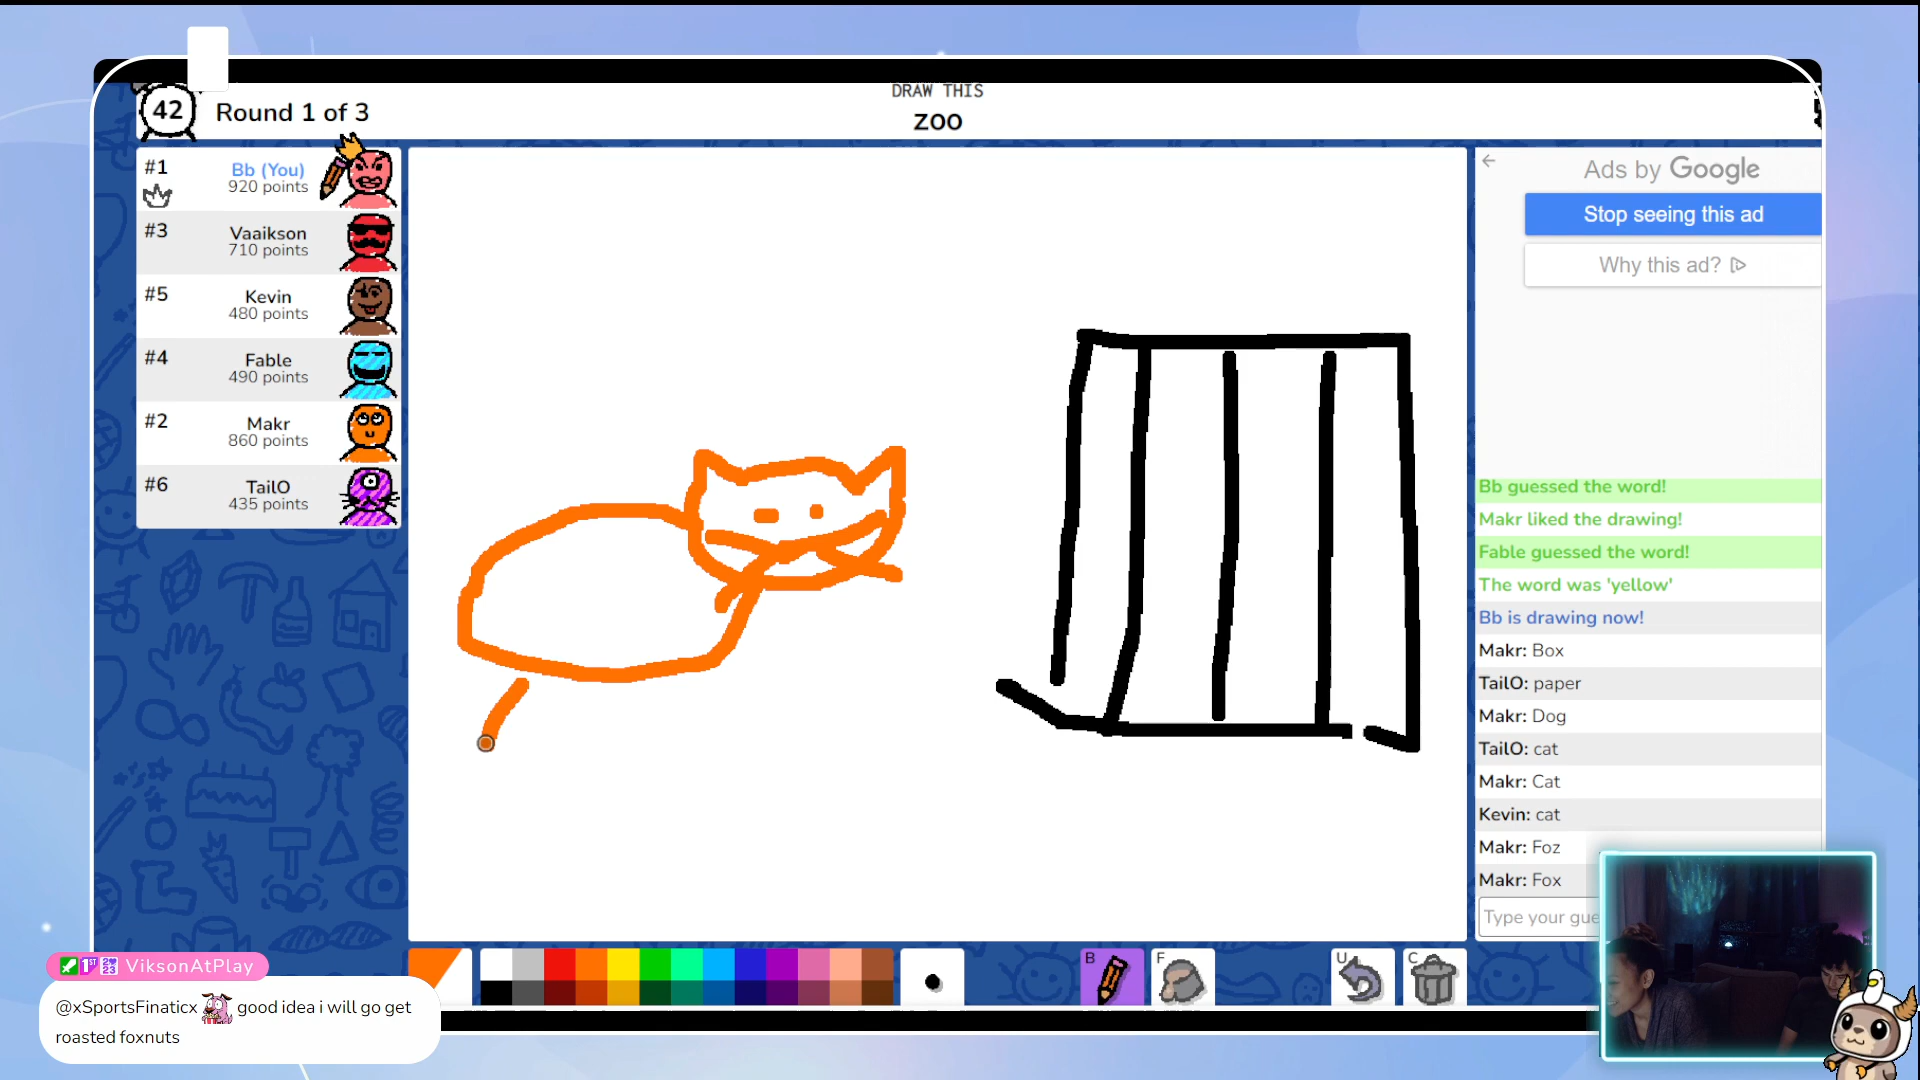 42
Round 1 of 3
DRAW THIS
ZOO
#1
Bb (You)
920 points
#3
Vaaikson
710 points
#5
Kevin
480 points
#4
Fable
490 points
#2
Makr
860 points
#6
TailO
435 points
Ads by Google
Stop seeing this ad
Why this ad?
Bb guessed the word!
Makr liked the drawing!
Fable guessed the word!
The word was 'yellow'
Bb is drawing now!
Makr: Box
TailO: paper
Makr: Dog
TailO: cat
Makr: Cat
Kevin: cat
Makr: Foz
Makr: Fox
Type your gue
B
F
U
C
1ST
ViksonAtPlay
@xSportsFinaticx good idea i will go get
roasted foxnuts